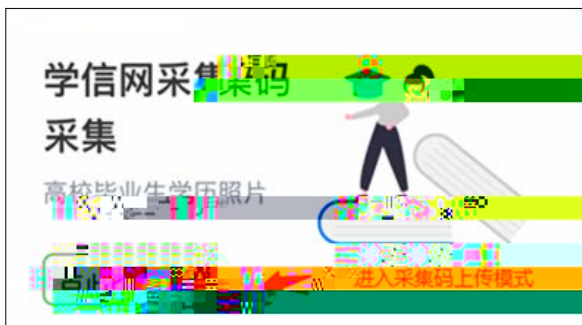 学信网采集码
采集
高校毕业生学历照片
进入采集码上传模式